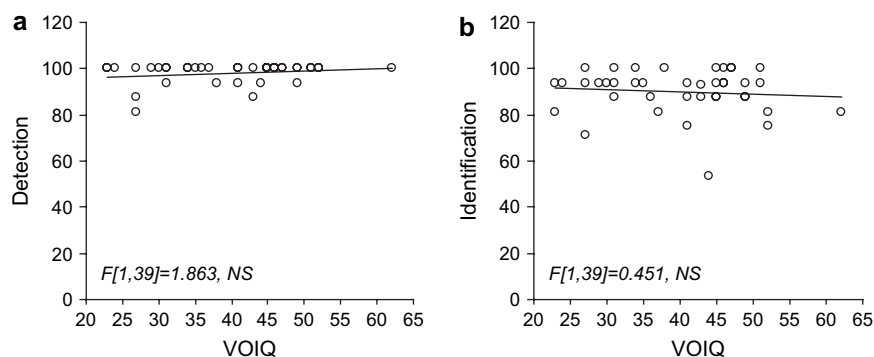 a
120
100
80
60
40
20
0
Detection
F[1,39]=1.863, NS
20 25 30 35 40 45 50 55 60 65
VOIQ
b
120
100
80
60
40
20
0
Identification
F[1,39]=0.451, NS
20 25 30 35 40 45 50 55 60 65
VOIQ